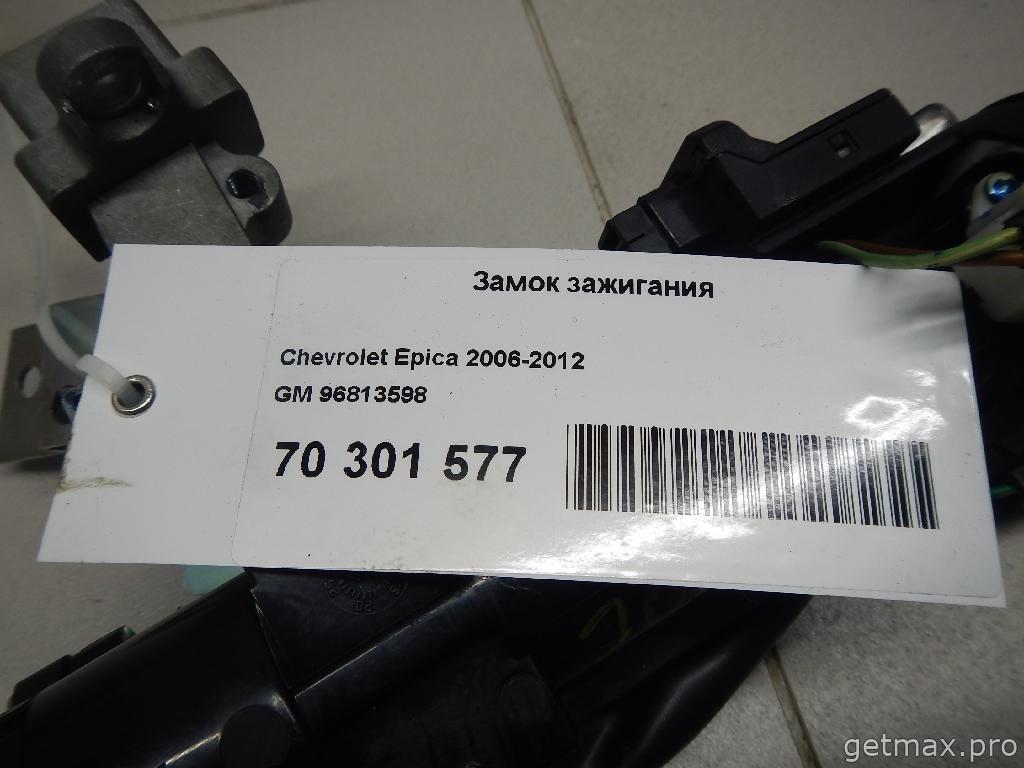 Замок зажигания
Chevrolet Epica 2006-2012
GM 96813598
70 301 577
getmax.pro